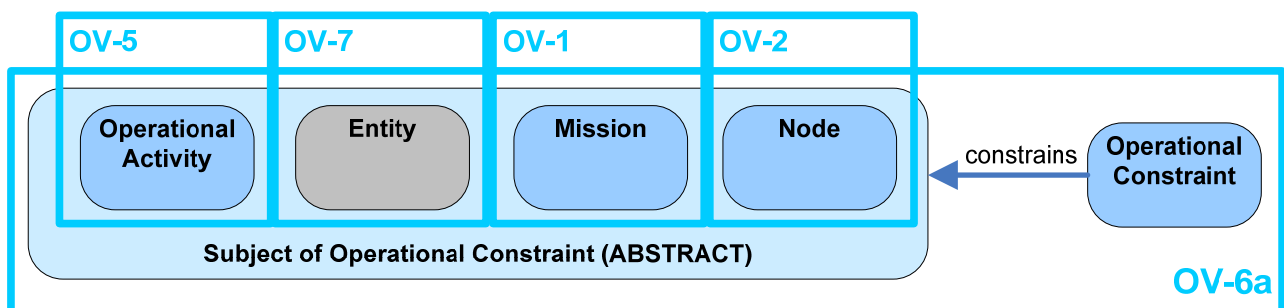 OV-5
OV-7
OV-1
OV-2
Operational
Activity
Entity
Mission
Node
constrains
Operational
Constraint
Subject of Operational Constraint (ABSTRACT)
OV-6a